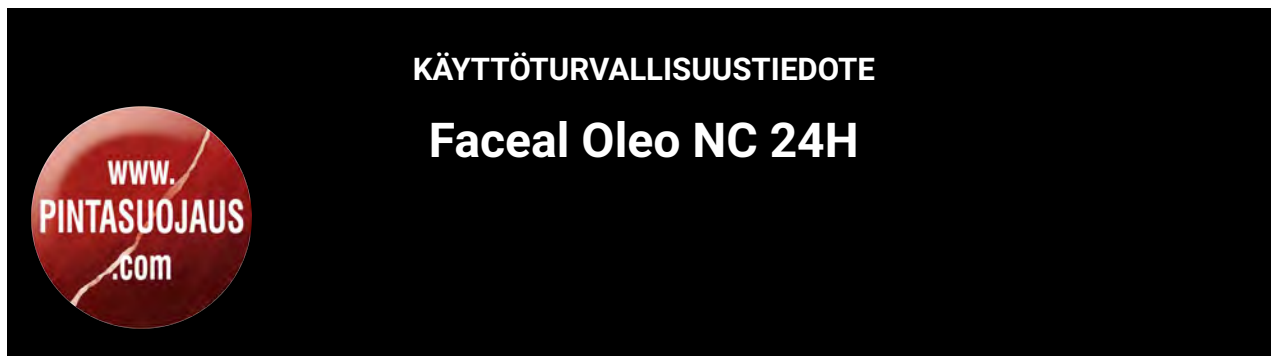 KÄYTTÖTURVALLISUUSTIEDOTE
Faceal Oleo NC 24H
www.
PINTASUOJAUS
.com